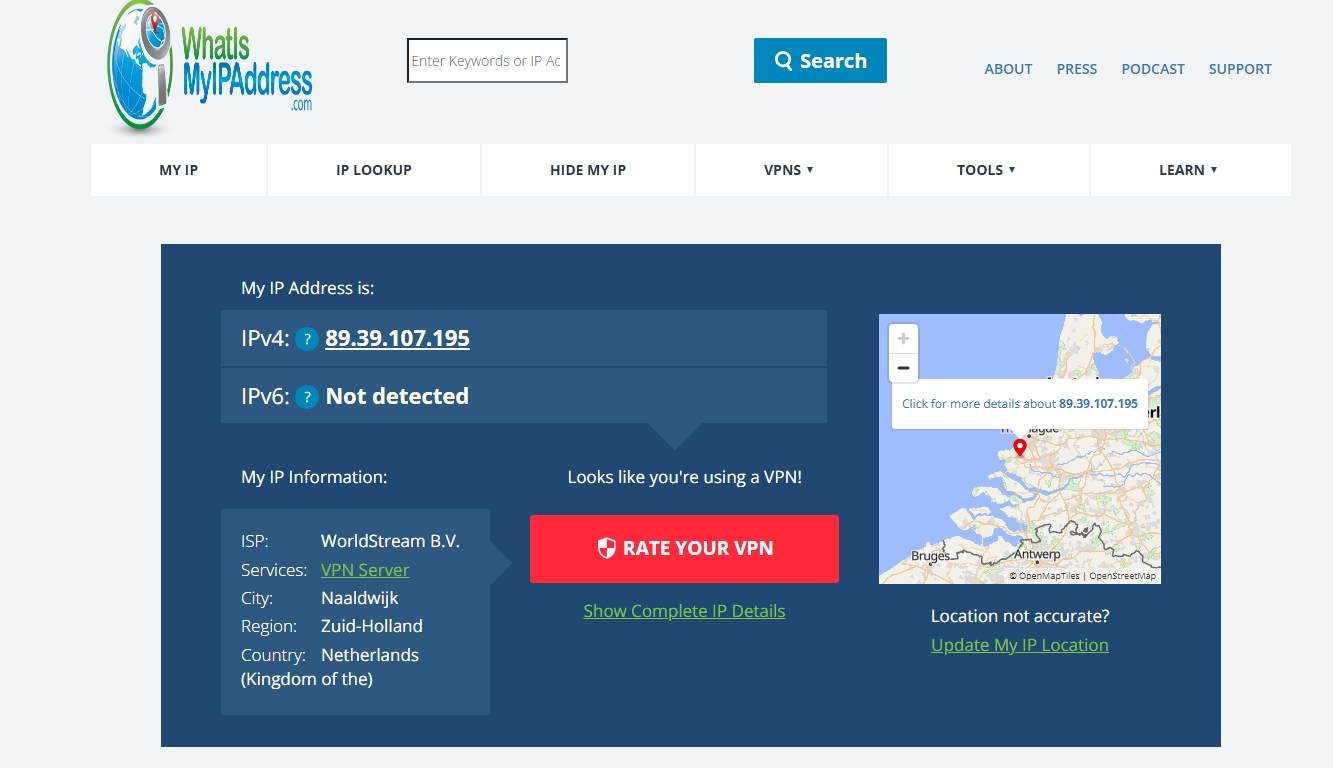 WhatIs
MyIPAddress
.com
Enter Keywords or IP Ac
Search
ABOUT PRESS PODCAST SUPPORT
MY IP IP LOOKUP HIDE MY IP VPNS ▾ TOOLS ▾ LEARN ▾
My IP Address is:
IPv4: ? 89.39.107.195
IPv6: ? Not detected
My IP Information:
ISP: WorldStream B.V.
Services: VPN Server
City: Naaldwijk
Region: Zuid-Holland
Country: Netherlands
(Kingdom of the)
Looks like you're using a VPN!
RATE YOUR VPN
Show Complete IP Details
+
−
Click for more details about 89.39.107.195
Bruges
Antwerp
© OpenMapTiles | OpenStreetMap
Location not accurate?
Update My IP Location